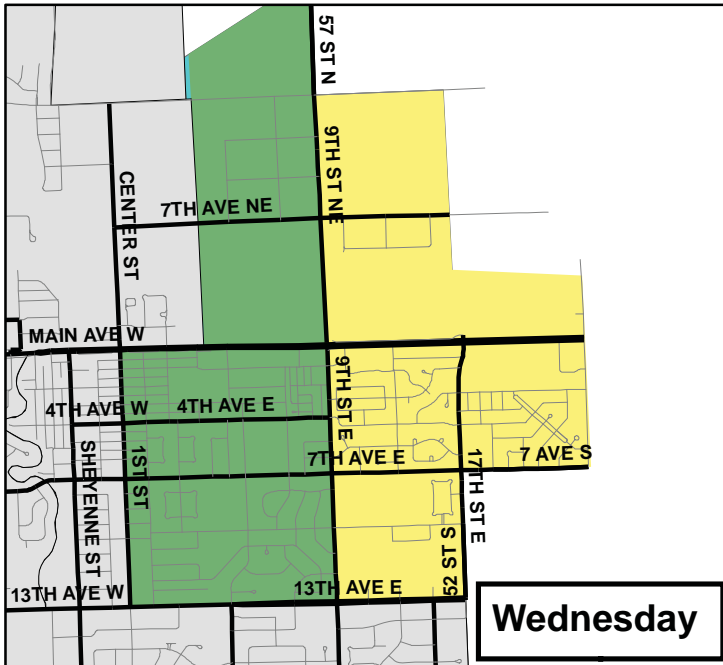 57 ST N
9TH ST NE
CENTER ST
7TH AVE NE
MAIN AVE W
9TH ST E
4TH AVE W
4TH AVE E
SHEYENNE ST
1ST ST
7TH AVE E
7 AVE S
17TH ST E
52 ST S
13TH AVE W
13TH AVE E
Wednesday